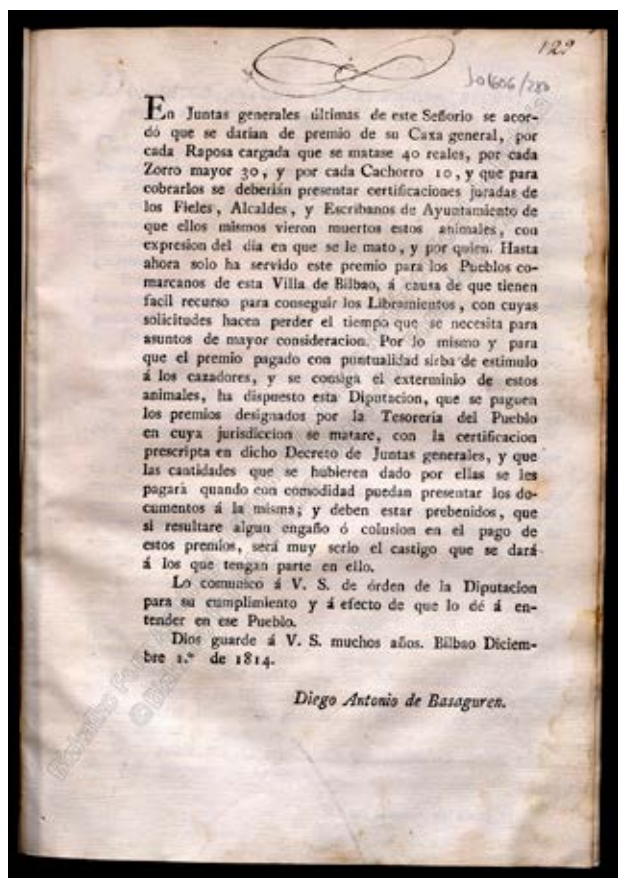 122
J01606/280
En Juntas generales últimas de este Señorio se acor-
dó que se darian de premio de su Caxa general, por
cada Raposa cargada que se matase 40 reales, por cada
Zorro mayor 30, y por cada Cachorro 10, y que para
cobrarlos se deberían presentar certificaciones juradas de
los Fieles, Alcaldes, y Escribanos de Ayuntamiento de
que ellos mismos vieron muertos estos animales, con
expresion del dia en que se le mato, y por quien. Hasta
ahora solo ha servido este premio para los Pueblos co-
marcanos de esta Villa de Bilbao, á causa de que tienen
facil recurso para conseguir los Libramientos, con cuyas
solicitudes hacen perder el tiempo que se necesita para
asuntos de mayor consideracion. Por lo mismo y para
que el premio pagado con puntualidad sirba de estimulo
á los cazadores, y se consiga el exterminio de estos
animales, ha dispuesto esta Diputacion, que se paguen
los premios designados por la Tesoreria del Pueblo
en cuya jurisdiccion se matare, con la certificacion
prescripta en dicho Decreto de Juntas generales, y que
las cantidades que se hubieren dado por ellas se les
pagará quando con comodidad puedan presentar los do-
cumentos á la misma; y deben estar prebenidos, que
si resultare algun engaño ó colusion en el pago de
estos premios, será muy serio el castigo que se dará
á los que tengan parte en ello.
Lo comunico á V. S. de órden de la Diputacion
para su cumplimiento y á efecto de que lo dé á en-
tender en ese Pueblo.
Dios guarde á V. S. muchos años. Bilbao Diciem-
bre 1.º de 1814.
Diego Antonio de Basaguren.